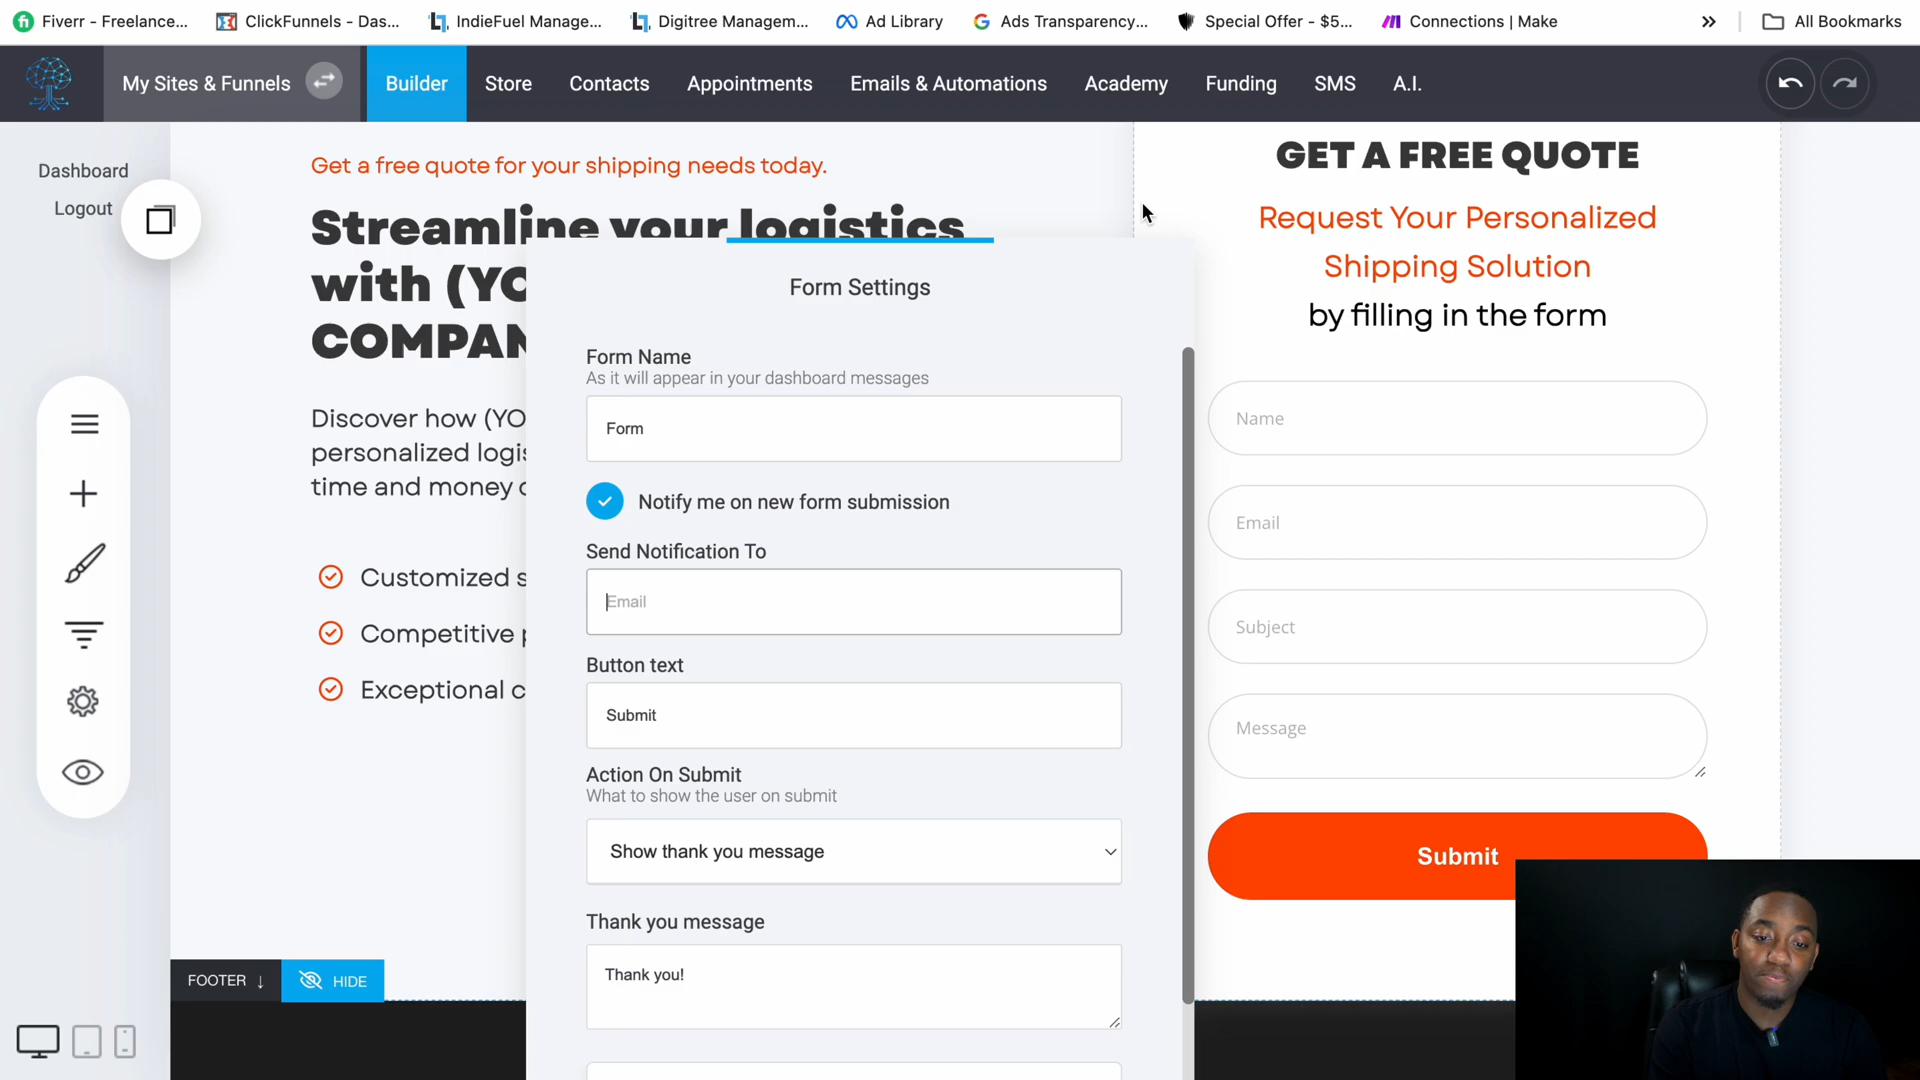 Fiverr - Freelance...
ClickFunnels - Das...
IndieFuel Manage...
Digitree Managem...
Ad Library
Ads Transparency...
Special Offer - $5...
Connections | Make
All Bookmarks
My Sites & Funnels
Builder
Store
Contacts
Appointments
Emails & Automations
Academy
Funding
SMS
A.I.
Dashboard
Logout
Get a free quote for your shipping needs today.
Streamline your logistics
with (YO
COMPAN
Discover how (YO
personalized logis
time and money
Customized s
Competitive p
Exceptional c
FOOTER ↓
HIDE
Form Settings
Form Name
As it will appear in your dashboard messages
Form
Notify me on new form submission
Send Notification To
Email
Button text
Submit
Action On Submit
What to show the user on submit
Show thank you message
Thank you message
Thank you!
GET A FREE QUOTE
Request Your Personalized
Shipping Solution
by filling in the form
Name
Email
Subject
Message
Submit